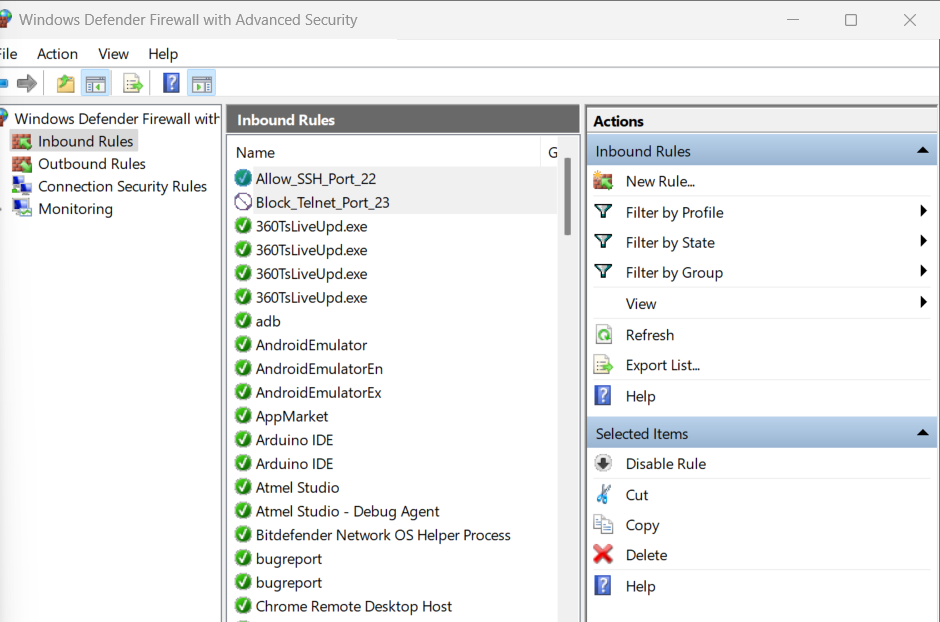 Windows Defender Firewall with Advanced Security
File Action View Help
Windows Defender Firewall with
Inbound Rules
Outbound Rules
Connection Security Rules
Monitoring
Inbound Rules
Name G
Allow_SSH_Port_22
Block_Telnet_Port_23
360TsLiveUpd.exe
360TsLiveUpd.exe
360TsLiveUpd.exe
360TsLiveUpd.exe
adb
AndroidEmulator
AndroidEmulatorEn
AndroidEmulatorEx
AppMarket
Arduino IDE
Arduino IDE
Atmel Studio
Atmel Studio - Debug Agent
Bitdefender Network OS Helper Process
bugreport
bugreport
Chrome Remote Desktop Host
Actions
Inbound Rules
New Rule...
Filter by Profile
Filter by State
Filter by Group
View
Refresh
Export List...
Help
Selected Items
Disable Rule
Cut
Copy
Delete
Help